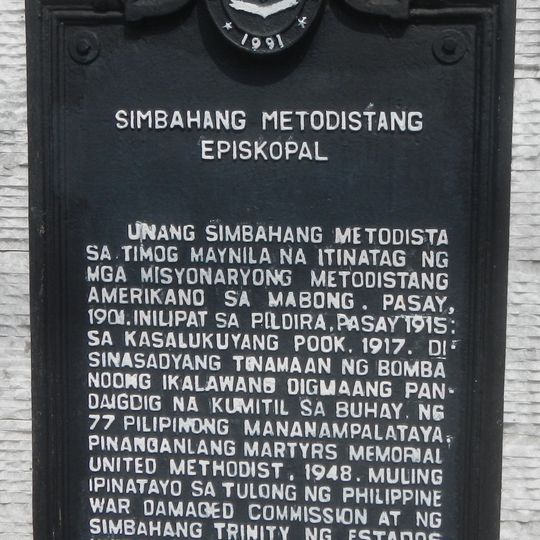 1991
SIMBAHANG METODISTANG
EPISKOPAL
UNANG SIMBAHANG METODISTA
SA TIMOG MAYNILA NA ITINATAG NG
MGA MISYONARYONG METODISTANG
AMERIKANO SA MABONG. PASAY,
1901. INILIPAT SA PILDIRA, PASAY 1915;
SA KASALUKUYANG POOK, 1917. DI-
SINASADYANG TINAMAAN NG BOMBA
NOONG IKALAWANG DIGMAANG PAN-
DAIGDIG NA KUMITIL SA BUHAY NG
77 PILIPINONG MANANAMPALATAYA.
PINANGANLANG MARTYRS MEMORIAL
UNITED METHODIST, 1948. MULING
IPINATAYO SA TULONG NG PHILIPPINE
WAR DAMAGED COMMISSION AT NG
SIMBAHANG TRINITY NG ESTADOS